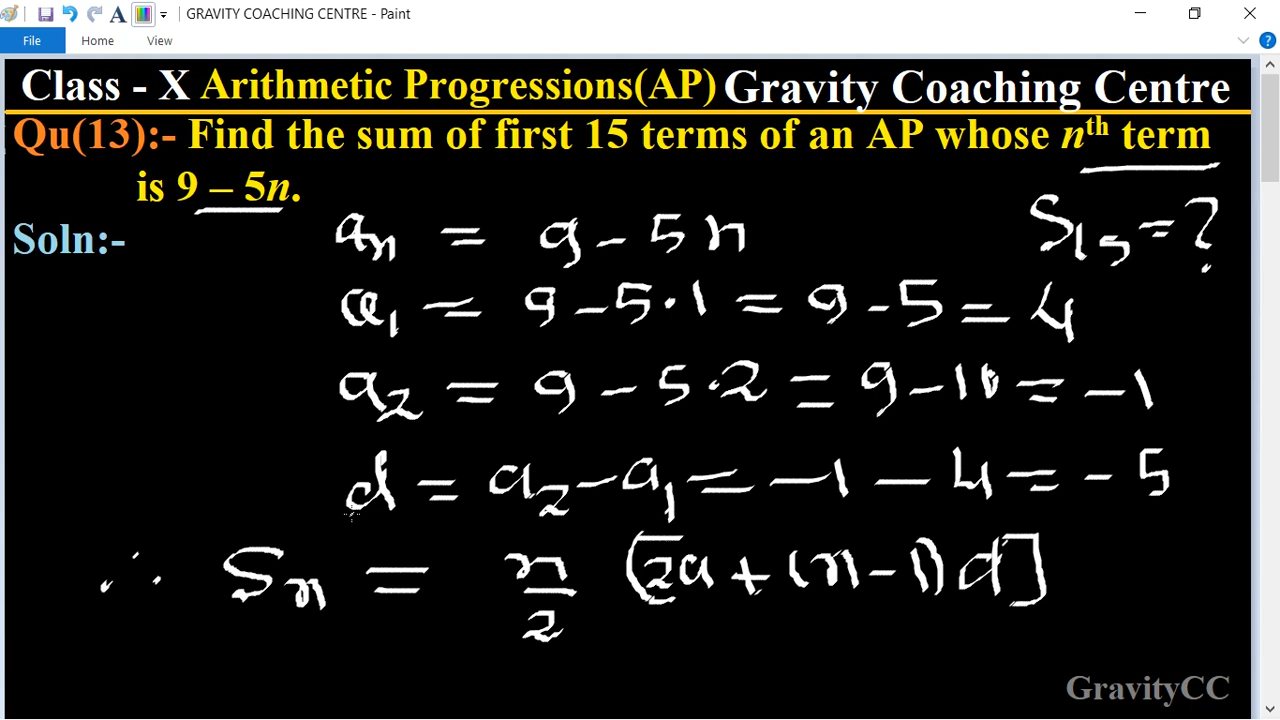 GRAVITY COACHING CENTRE - Paint
File Home View
Class - X Arithmetic Progressions(AP) Gravity Coaching Centre
Qu(13):- Find the sum of first 15 terms of an AP whose nth term
is 9 – 5n.
Soln:- an = 9 - 5n S15 = ?
a1 = 9 - 5·1 = 9 - 5 = 4
a2 = 9 - 5·2 = 9 - 10 = -1
d = a2 - a1 = -1 - 4 = -5
∴ Sn = n/2 [2a + (n-1)d]
GravityCC